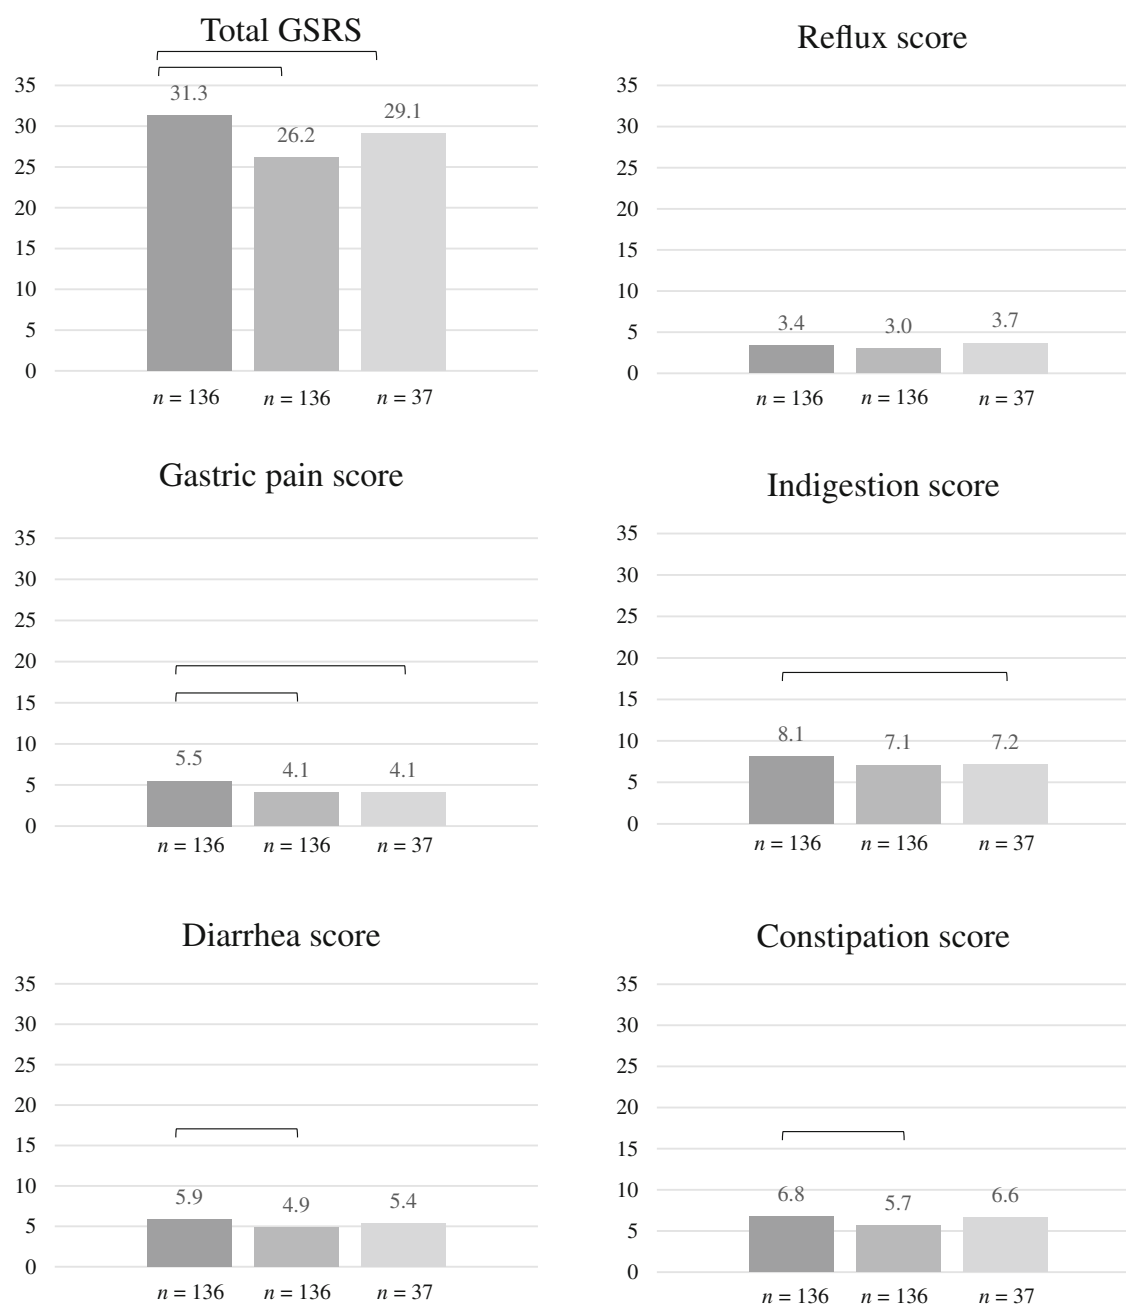 Total GSRS
35
30
25
20
15
10
5
0
31.3
26.2
29.1
n = 136
n = 136
n = 37
Reflux score
35
30
25
20
15
10
5
0
3.4
3.0
3.7
n = 136
n = 136
n = 37
Gastric pain score
35
30
25
20
15
10
5
0
5.5
4.1
4.1
n = 136
n = 136
n = 37
Indigestion score
35
30
25
20
15
10
5
0
8.1
7.1
7.2
n = 136
n = 136
n = 37
Diarrhea score
35
30
25
20
15
10
5
0
5.9
4.9
5.4
n = 136
n = 136
n = 37
Constipation score
35
30
25
20
15
10
5
0
6.8
5.7
6.6
n = 136
n = 136
n = 37